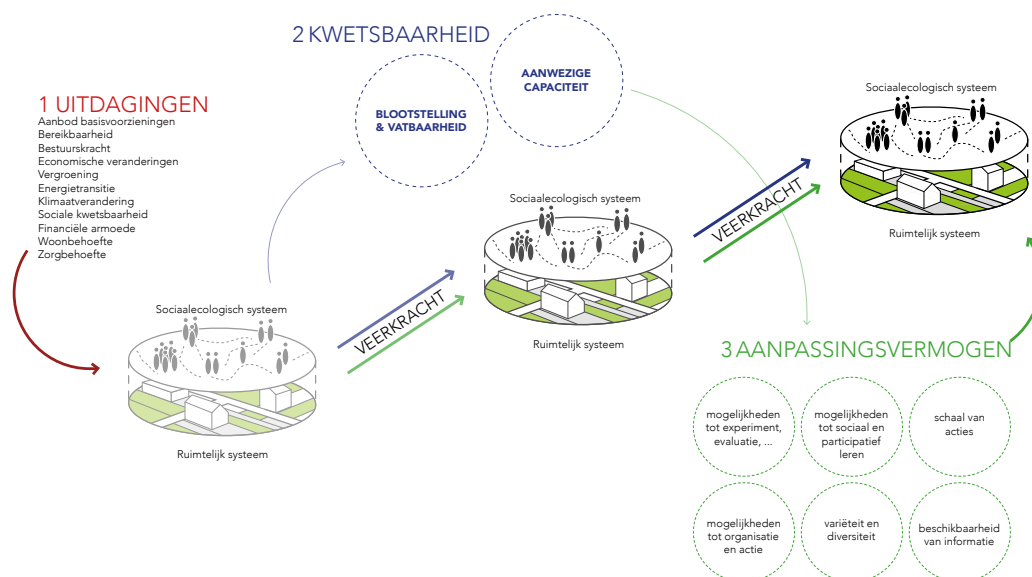 1 UITDAGINGEN
Aanbod basisvoorzieningen
Bereikbaarheid
Bestuurskracht
Economische veranderingen
Vergroening
Energietransitie
Klimaatverandering
Sociale kwetsbaarheid
Financiële armoede
Woonbehoefte
Zorgbehoefte
2 KWETSBAARHEID
BLOOTSTELLING
& VATBAARHEID
AANWEZIGE
CAPACITEIT
Sociaalecologisch systeem
Ruimtelijk systeem
VEERKRACHT
Sociaalecologisch systeem
Ruimtelijk systeem
VEERKRACHT
Sociaalecologisch systeem
Ruimtelijk systeem
3 AANPASSINGSVERMOGEN
mogelijkheden
tot experiment,
evaluatie, ...
mogelijkheden
tot sociaal en
participatief
leren
schaal van
acties
mogelijkheden
tot organisatie
en actie
variëteit en
diversiteit
beschikbaarheid
van informatie